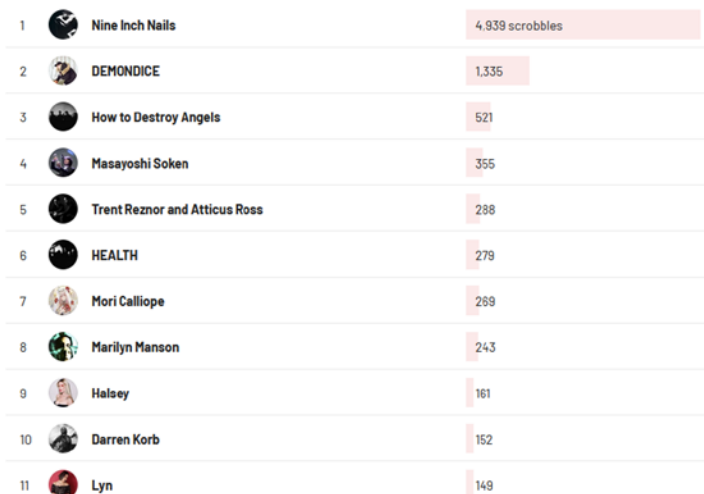 1 Nine Inch Nails 4,939 scrobbles
2 DEMONDICE 1,335
3 How to Destroy Angels 521
4 Masayoshi Soken 355
5 Trent Reznor and Atticus Ross 288
6 HEALTH 279
7 Mori Calliope 269
8 Marilyn Manson 243
9 Halsey 161
10 Darren Korb 152
11 Lyn 149